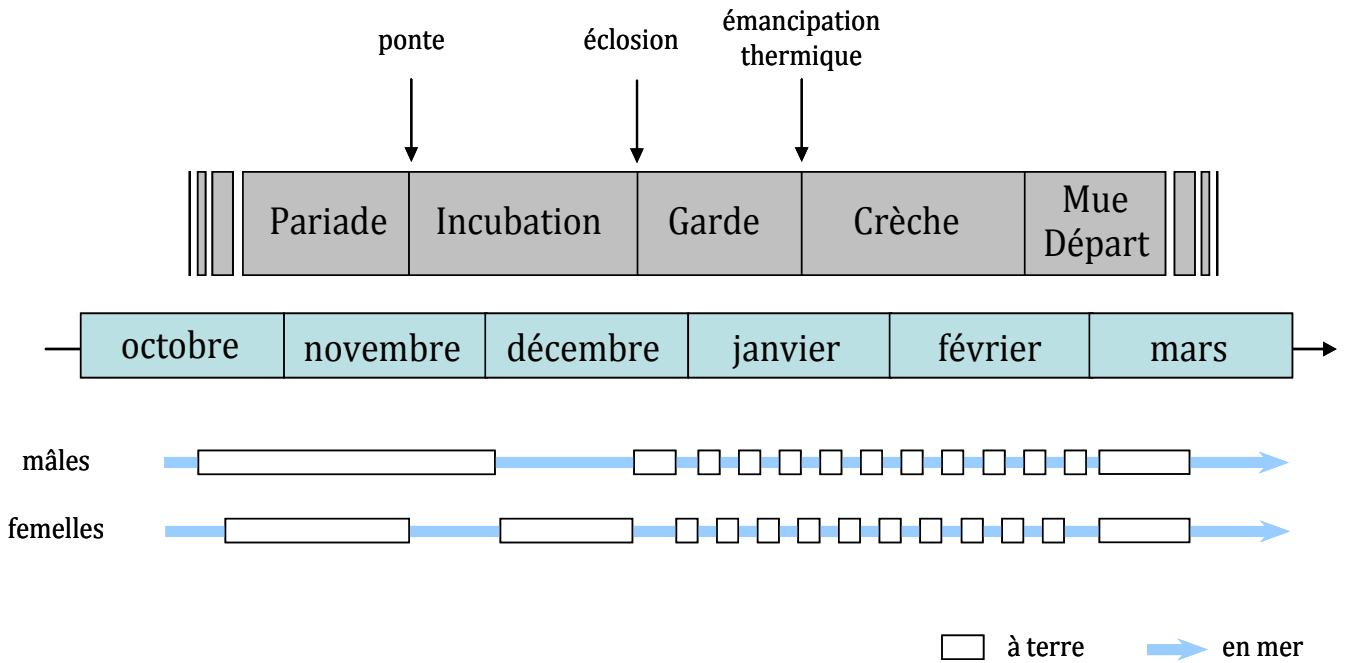 ponte
éclosion
émancipation
thermique
Pariade
Incubation
Garde
Crèche
Mue
Départ
octobre
novembre
décembre
janvier
février
mars
mâles
femelles
à terre
en mer